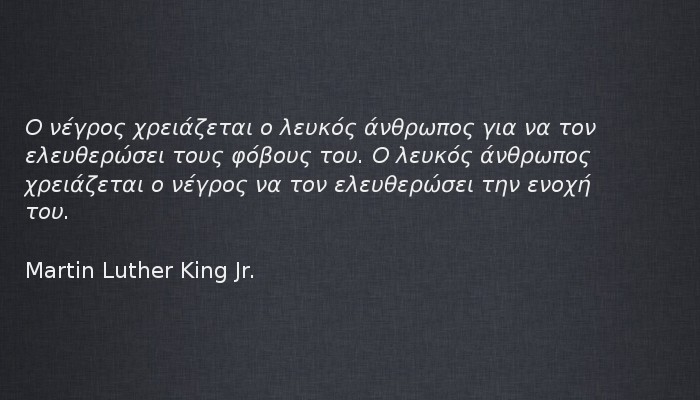 Ο νέγρος χρειάζεται ο λευκός άνθρωπος για να τον
ελευθερώσει τους φόβους του. Ο λευκός άνθρωπος
χρειάζεται ο νέγρος να τον ελευθερώσει την ενοχή
του.
Martin Luther King Jr.